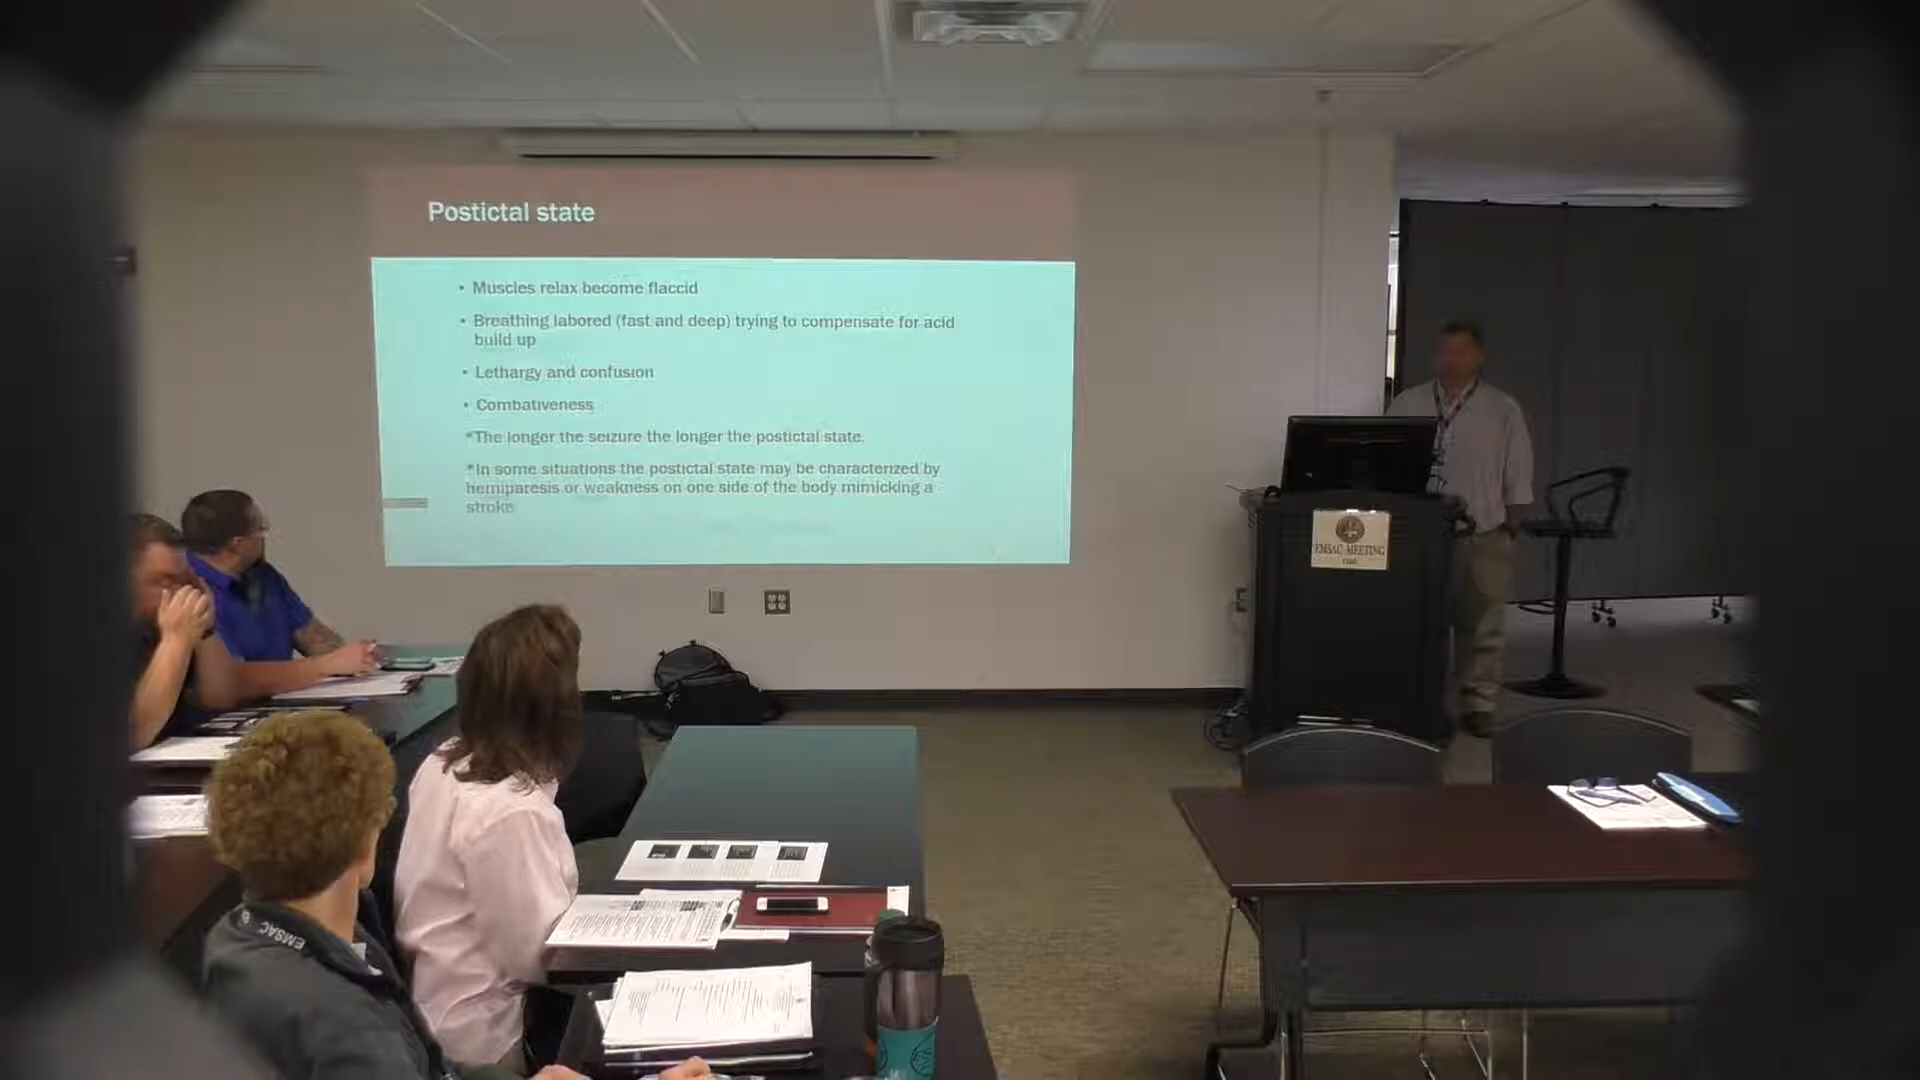 Postictal state
• Muscles relax become flaccid
• Breathing labored (fast and deep) trying to compensate for acid
build up
• Lethargy and confusion
• Combativeness
*The longer the seizure the longer the postictal state.
*In some situations the postictal state may be characterized by
hemiparesis or weakness on one side of the body mimicking a
stroke
EMSAC MEETING
EMSAC